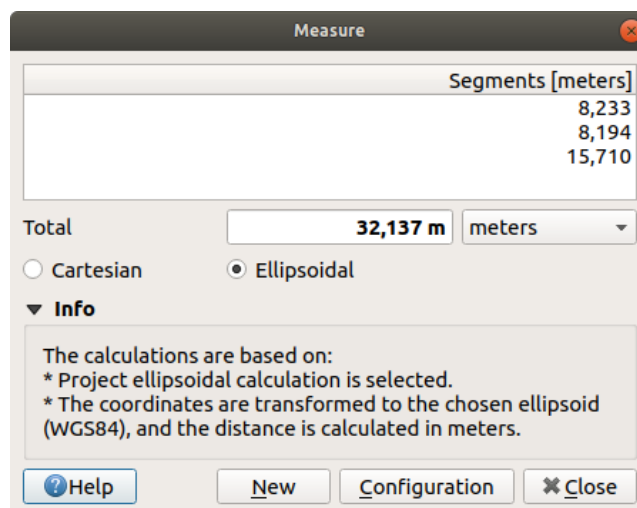 Measure
Segments [meters]
8,233
8,194
15,710
Total 32,137 m meters
Cartesian Ellipsoidal
Info
The calculations are based on:
* Project ellipsoidal calculation is selected.
* The coordinates are transformed to the chosen ellipsoid
(WGS84), and the distance is calculated in meters.
Help New Configuration Close